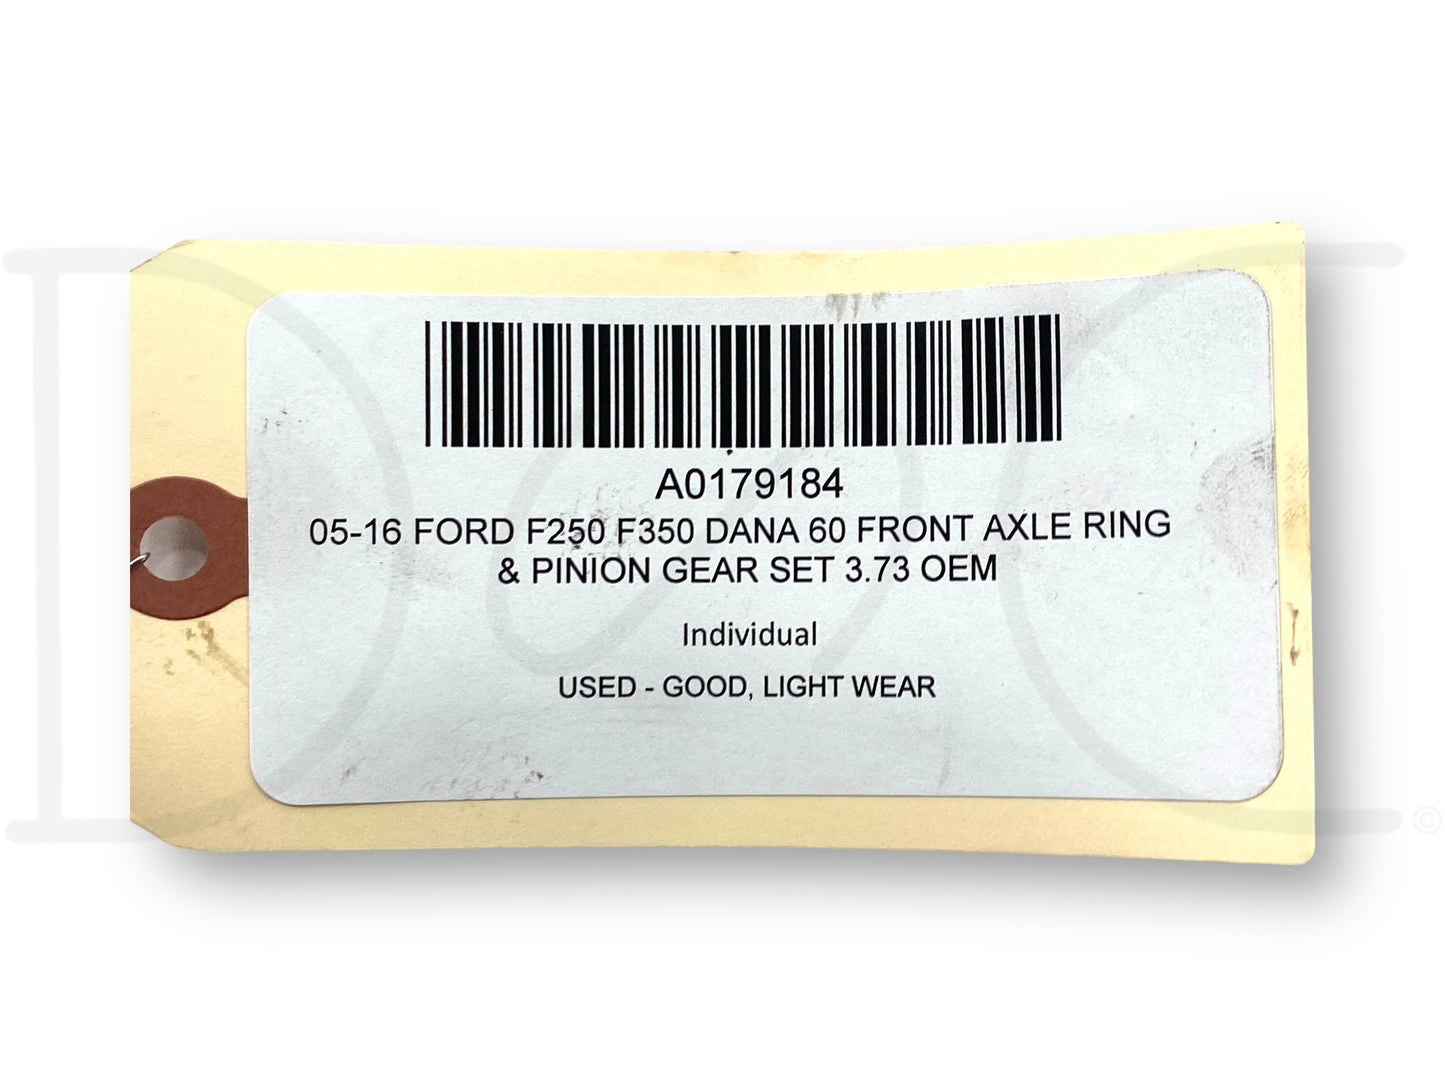 A0179184
05-16 FORD F250 F350 DANA 60 FRONT AXLE RING
& PINION GEAR SET 3.73 OEM
Individual
USED - GOOD, LIGHT WEAR
©